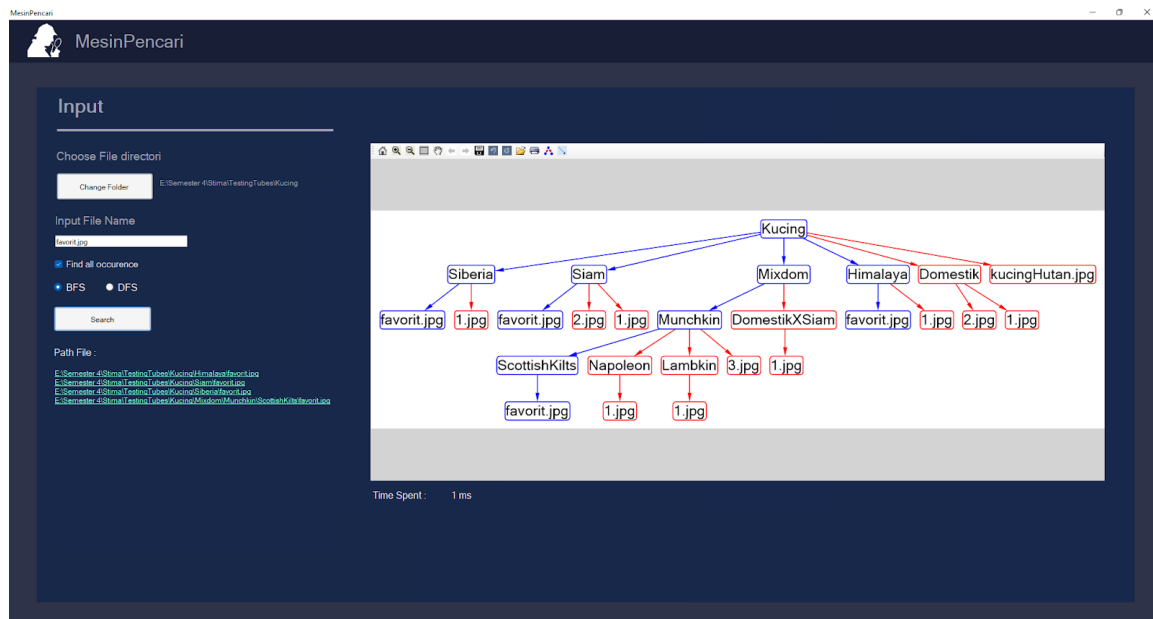 MesinPencari
MesinPencari
Input
Choose File directori
Change Folder
E:\Semester 4\Stima\TestingTubes\Kucing
Input File Name
favorit.jpg
Find all occurence
BFS DFS
Search
Path File :
E:\Semester 4\Stima\TestingTubes\Kucing\Himalaya\favorit.jpg
E:\Semester 4\Stima\TestingTubes\Kucing\Siam\favorit.jpg
E:\Semester 4\Stima\TestingTubes\Kucing\Siberia\favorit.jpg
E:\Semester 4\Stima\TestingTubes\Kucing\Mixdom\Munchkin\ScottishKilts\favorit.jpg
Kucing
Siberia Siam Mixdom Himalaya Domestik kucingHutan.jpg
favorit.jpg 1.jpg favorit.jpg 2.jpg 1.jpg Munchkin DomestikXSiam favorit.jpg 1.jpg 2.jpg 1.jpg
ScottishKilts Napoleon Lambkin 3.jpg 1.jpg
favorit.jpg 1.jpg 1.jpg
Time Spent : 1 ms